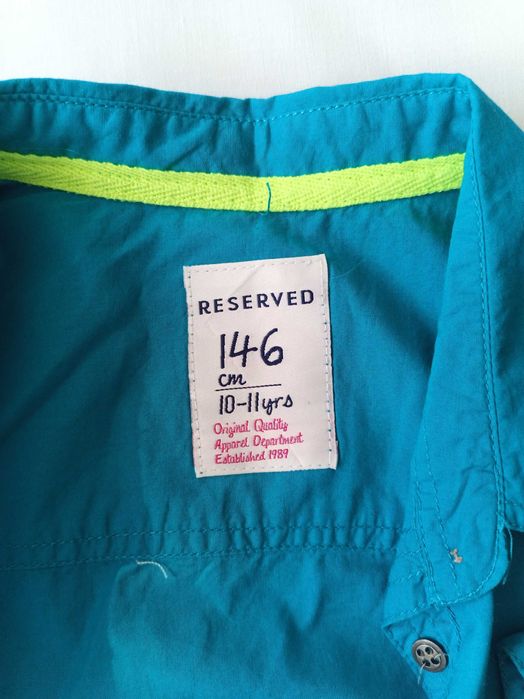 RESERVED
146
cm
10-11yrs
Original Quality
Apparel Department
Established 1989